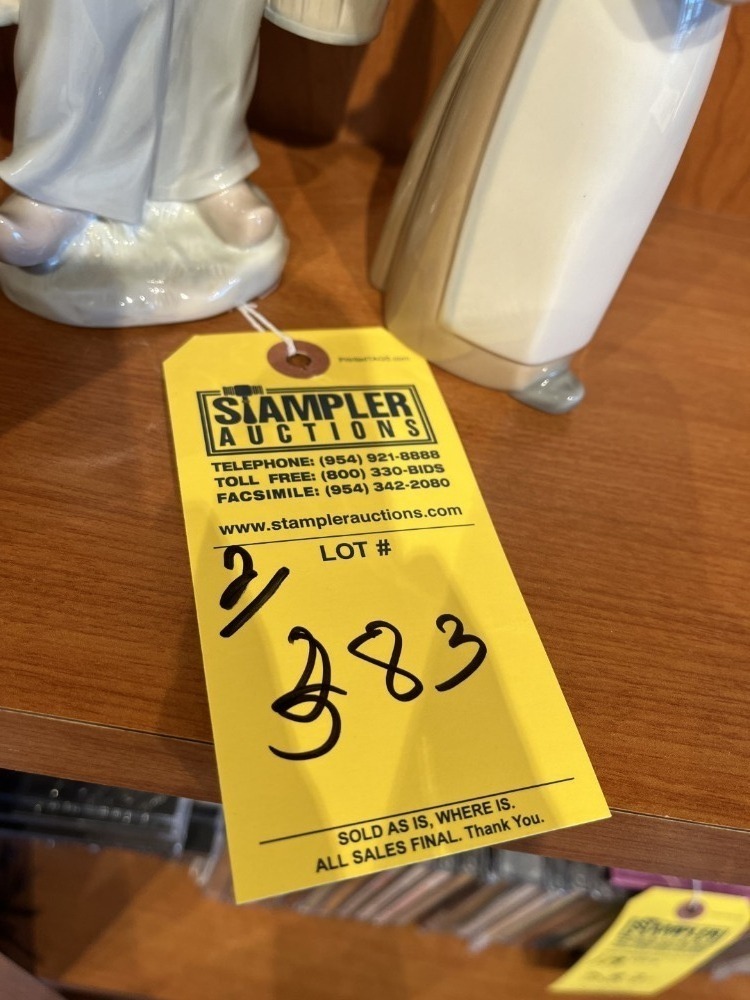 STAMPLER
AUCTIONS
TELEPHONE: (954) 921-8888
TOLL FREE: (800) 330-BIDS
FACSIMILE: (954) 342-2080
www.stamplerauctions.com
LOT #
2/
383
SOLD AS IS, WHERE IS.
ALL SALES FINAL. Thank You.